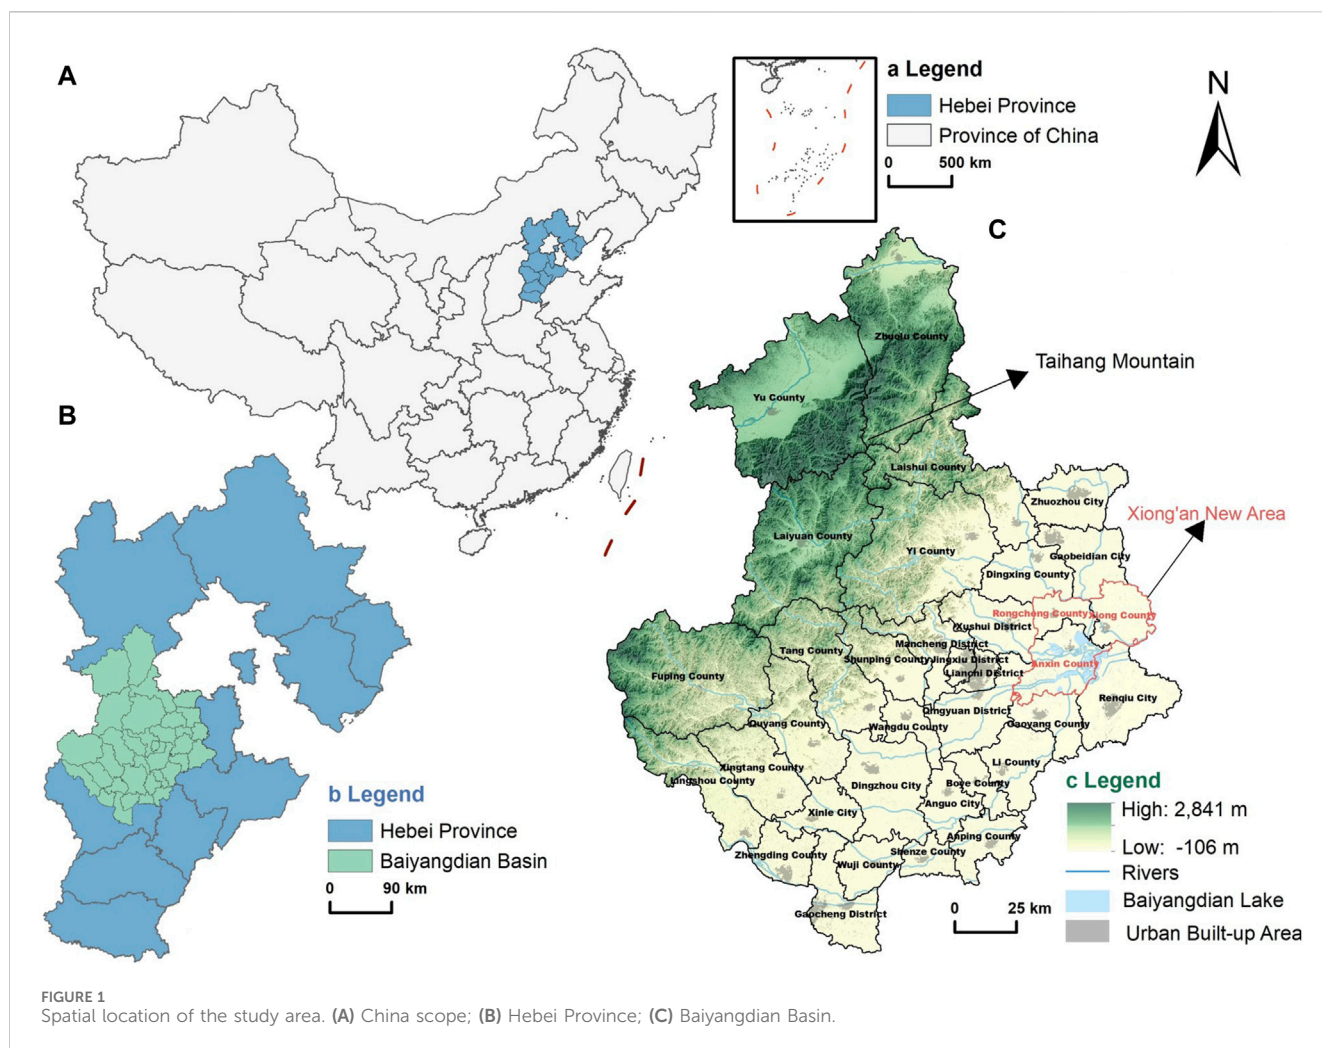 A
a Legend
Hebei Province
Province of China
0 500 km
N
C
Zhuolu County
Taihang Mountain
Yu County
B
Laishui County
Zhuozhou City
Xiong'an New Area
Laiyuan County
Yi County
Gaobeidian City
Dingxing County
Rongcheng County
Xiong County
Xushui District
Mancheng District
Tang County
Shunping County
Jingxiu District
Anxin County
Lianchi District
Fuping County
Renqiu City
Qingyuan District
Quyang County
Wangdu County
Gaoyang County
Li County
Xingtang County
Lingshou County
Dingzhou City
Boye County
Anguo City
Xinle City
Anping County
Shenze County
Zhengding County
Wuji County
Gaocheng District
b Legend
Hebei Province
Baiyangdian Basin
0 90 km
c Legend
High: 2,841 m
Low: -106 m
Rivers
Baiyangdian Lake
Urban Built-up Area
0 25 km
FIGURE 1
Spatial location of the study area. (A) China scope; (B) Hebei Province; (C) Baiyangdian Basin.